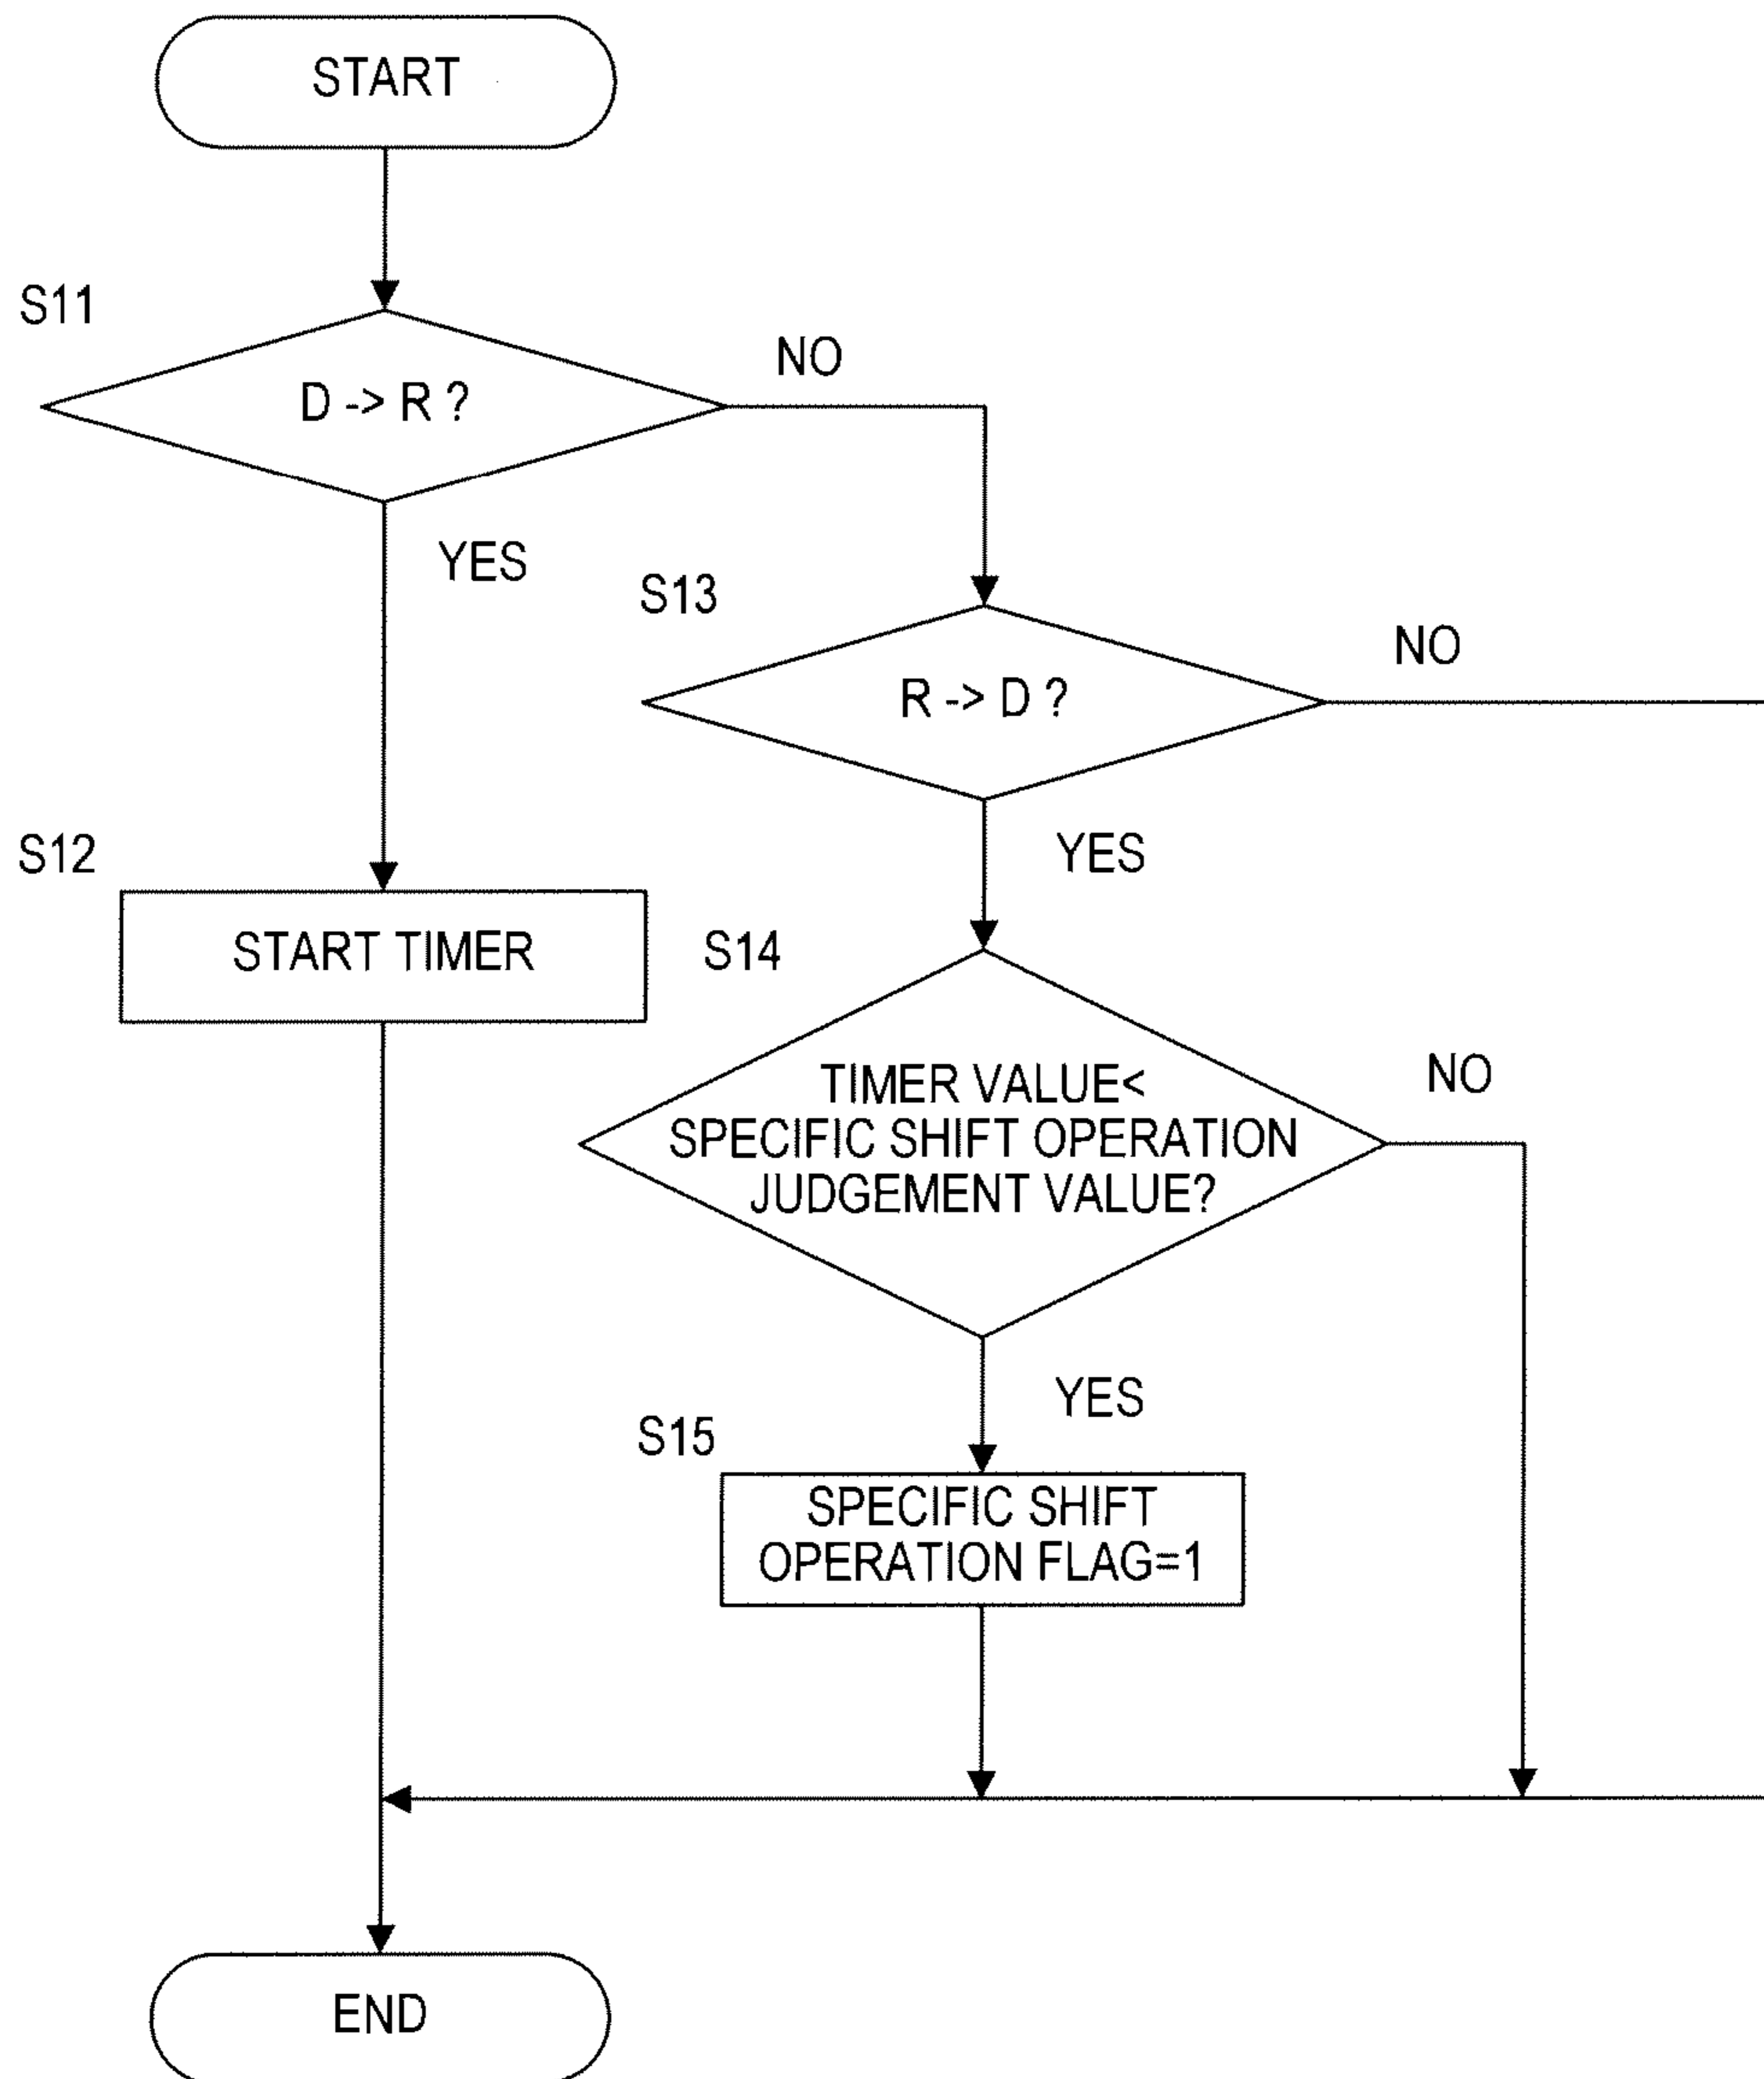 START
S11
D -> R ?
NO
YES
S13
R -> D ?
NO
YES
S12
START TIMER
S14
TIMER VALUE<
SPECIFIC SHIFT OPERATION
JUDGEMENT VALUE?
NO
YES
S15
SPECIFIC SHIFT
OPERATION FLAG=1
END